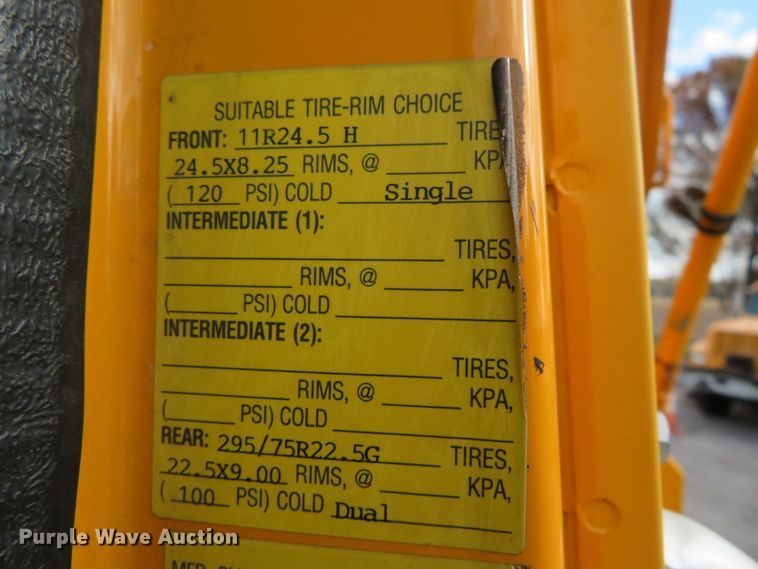 SUITABLE TIRE-RIM CHOICE
FRONT: 11R24.5 H TIRE
24.5X8.25 RIMS, @ KPA
( 120 PSI) COLD Single
INTERMEDIATE (1):
TIRES,
RIMS, @ KPA,
( PSI) COLD
INTERMEDIATE (2):
TIRES,
RIMS, @ KPA,
( PSI) COLD
REAR: 295/75R22.5G TIRES,
22.5X9.00 RIMS, @ KPA,
( 100 PSI) COLD Dual
Purple Wave Auction